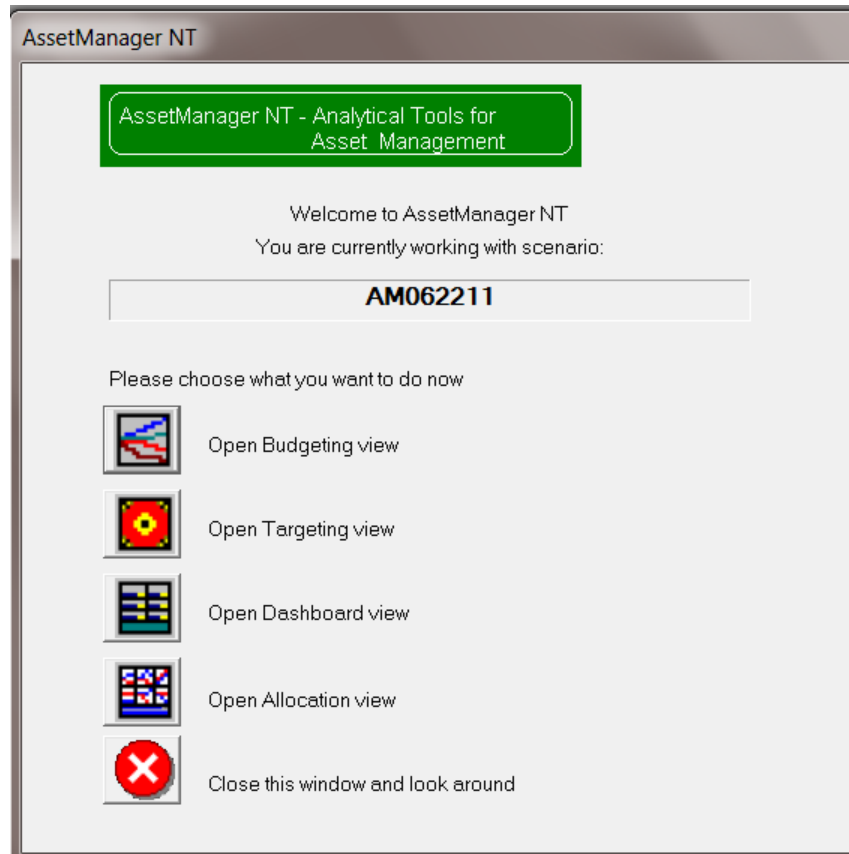 AssetManager NT
AssetManager NT - Analytical Tools for
Asset Management
Welcome to AssetManager NT
You are currently working with scenario:
AM062211
Please choose what you want to do now
Open Budgeting view
Open Targeting view
Open Dashboard view
Open Allocation view
Close this window and look around